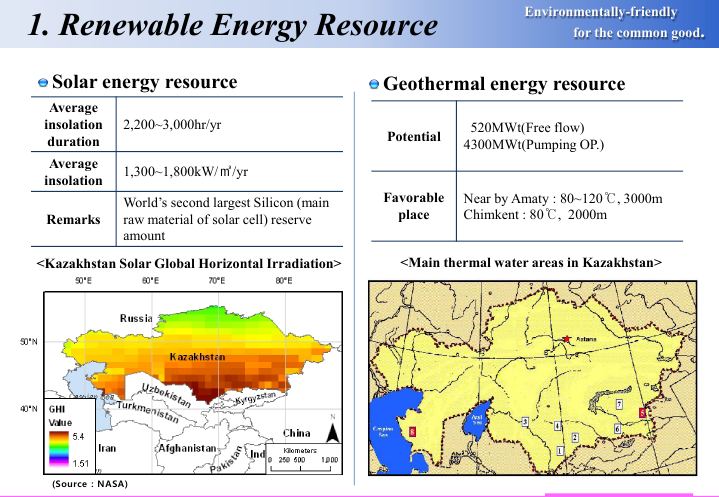 1. Renewable Energy Resource
Environmentally-friendly
for the common good.
Solar energy resource
Average
insolation
duration
2,200~3,000hr/yr
Average
insolation
1,300~1,800kW/㎡/yr
Remarks
World's second largest Silicon (main
raw material of solar cell) reserve
amount
<Kazakhstan Solar Global Horizontal Irradiation>
50°E 60°E 70°E 80°E
Russia
50°N
Kazakhstan
Uzbekistan
Kyrgyzstan
Turkmenistan
40°N
GHI
Value
5.4
1.51
Iran
Afghanistan
Pakistan
Ind
China
N
Kilometers
0 250 500 1,000
(Source : NASA)
Geothermal energy resource
Potential
520MWt(Free flow)
4300MWt(Pumping OP.)
Favorable
place
Near by Amaty : 80~120℃, 3000m
Chimkent : 80℃, 2000m
<Main thermal water areas in Kazakhstan>
Astana
Caspian
Sea
Aral
Sea
7
3
4
6
2
1